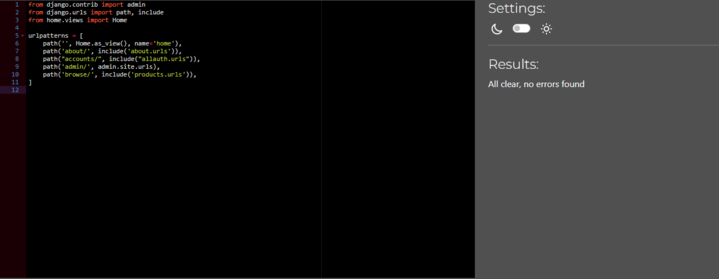 1 from django.contrib import admin
2 from django.urls import path, include
3 from home.views import Home
4
5 urlpatterns = [
6 path('', Home.as_view(), name='home'),
7 path('about/', include('about.urls')),
8 path("accounts/", include("allauth.urls")),
9 path('admin/', admin.site.urls),
10 path('browse/', include('products.urls')),
11 ]
12
Settings:
Results:
All clear, no errors found